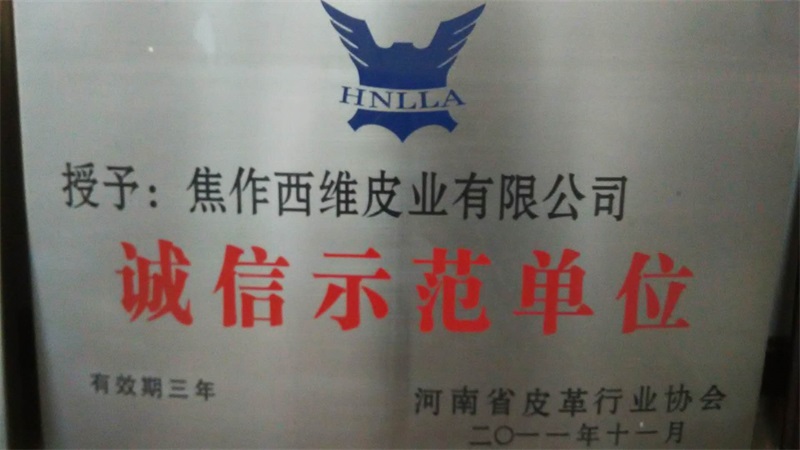 HNLLA
授予：焦作西维皮业有限公司
诚信示范单位
有效期三年
河南省皮革行业协会
二〇一一年十一月